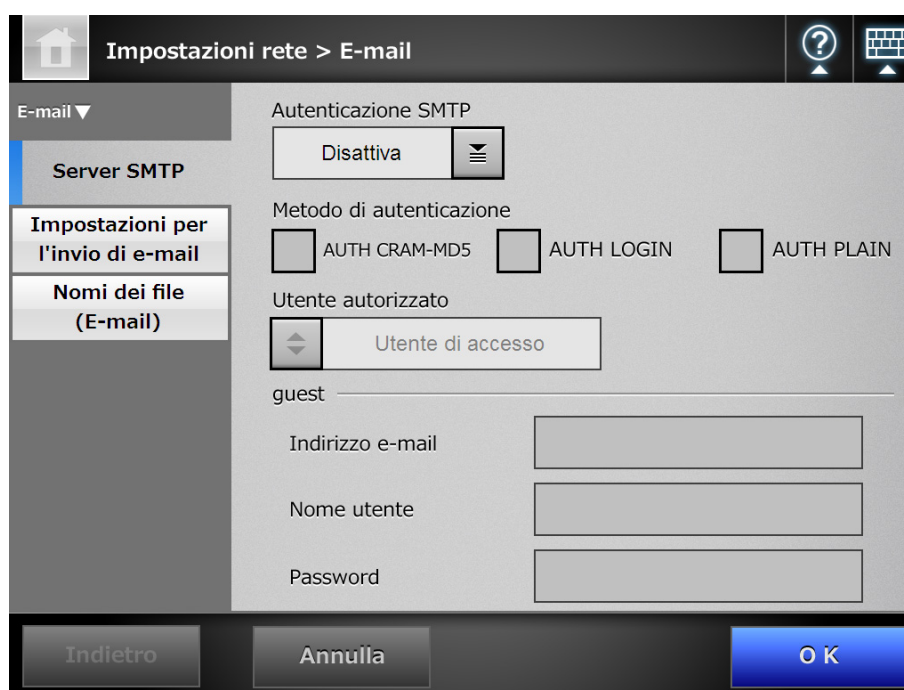 Impostazioni rete > E-mail
E-mail▼
Server SMTP
Impostazioni per
l'invio di e-mail
Nomi dei file
(E-mail)
Autenticazione SMTP
Disattiva
Metodo di autenticazione
AUTH CRAM-MD5 AUTH LOGIN AUTH PLAIN
Utente autorizzato
Utente di accesso
guest
Indirizzo e-mail
Nome utente
Password
Indietro Annulla OK